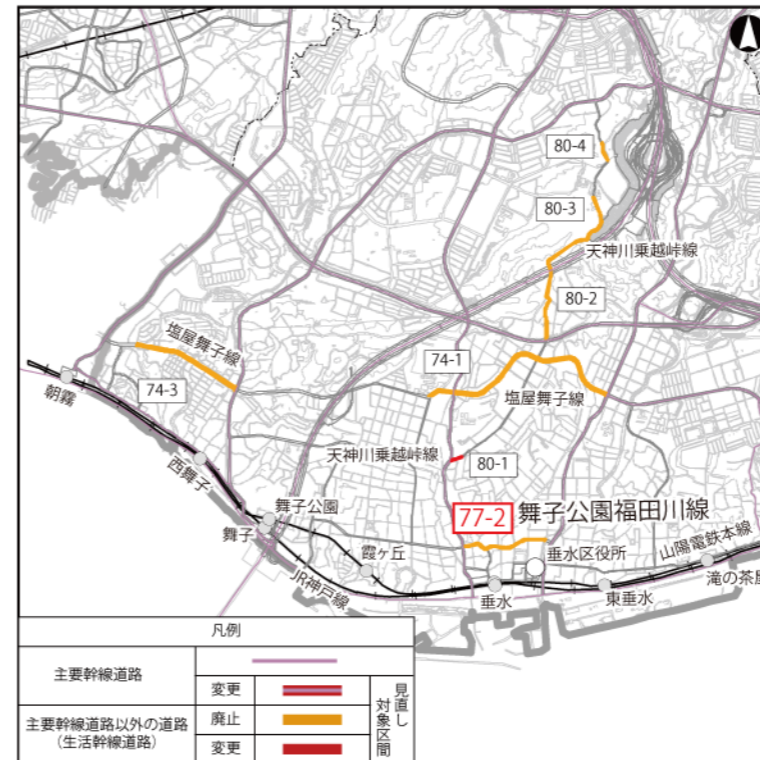 80-4
80-3
天神川乗越峠線
80-2
塩屋舞子線
74-1
74-3
塩屋舞子線
朝霧
天神川乗越峠線
80-1
西舞子
舞子公園
77-2
舞子公園福田川線
舞子
霞ヶ丘
垂水区役所
山陽電鉄本線
JR神戸線
滝の茶屋
垂水
東垂水
凡例
主要幹線道路
変更
主要幹線道路以外の道路
(生活幹線道路)
廃止
変更
見直し
対象区間